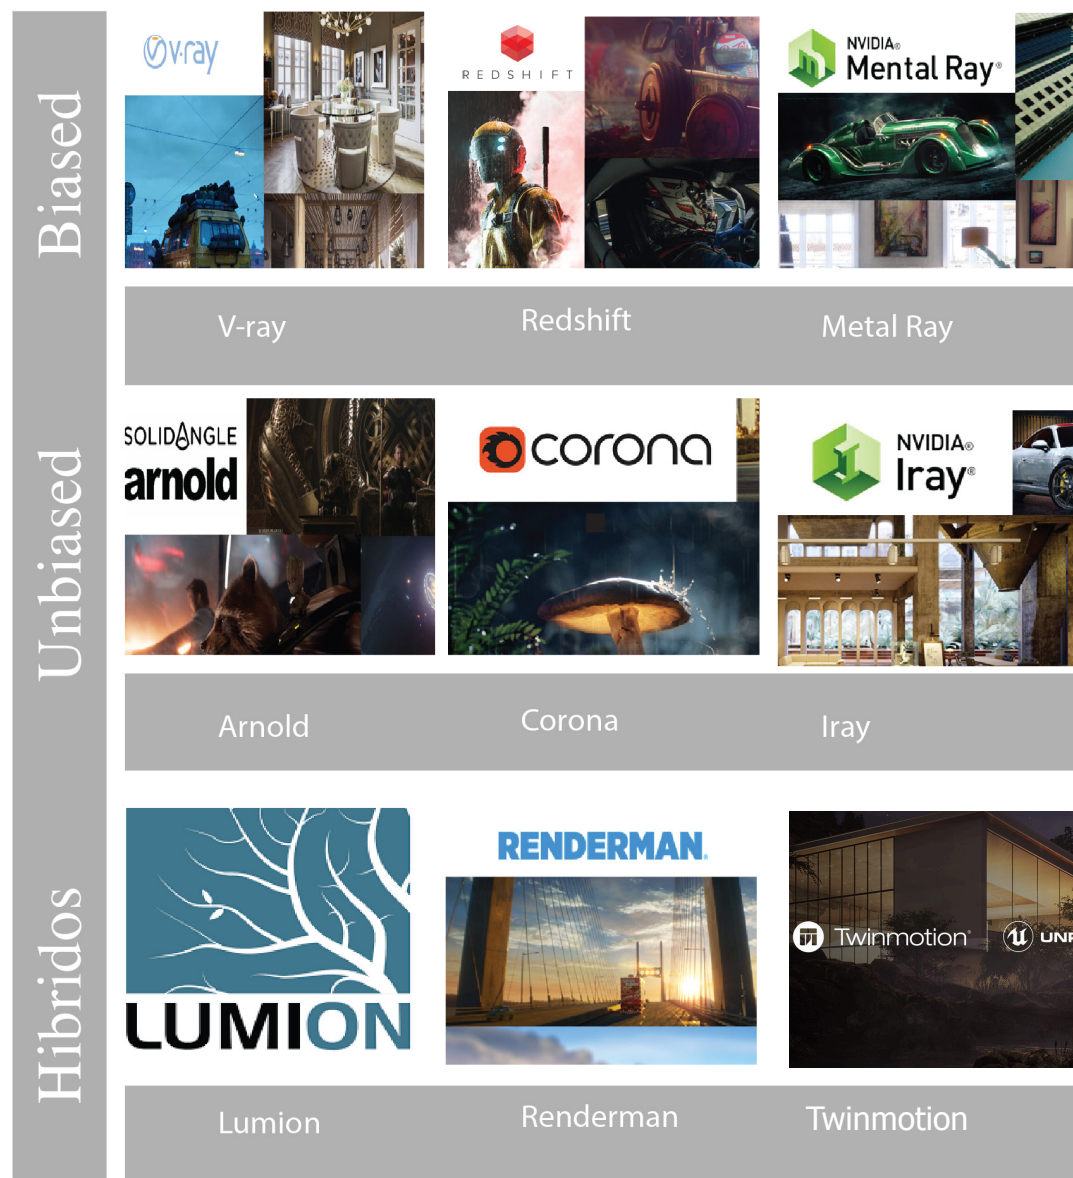 Biased
v·ray
REDSHIFT
NVIDIA®
Mental Ray®
V-ray
Redshift
Metal Ray
Unbiased
SOLIDANGLE
arnold
corona
NVIDIA®
Iray®
Arnold
Corona
Iray
Hibridos
LUMION
RENDERMAN
Twinmotion
Lumion
Renderman
Twinmotion